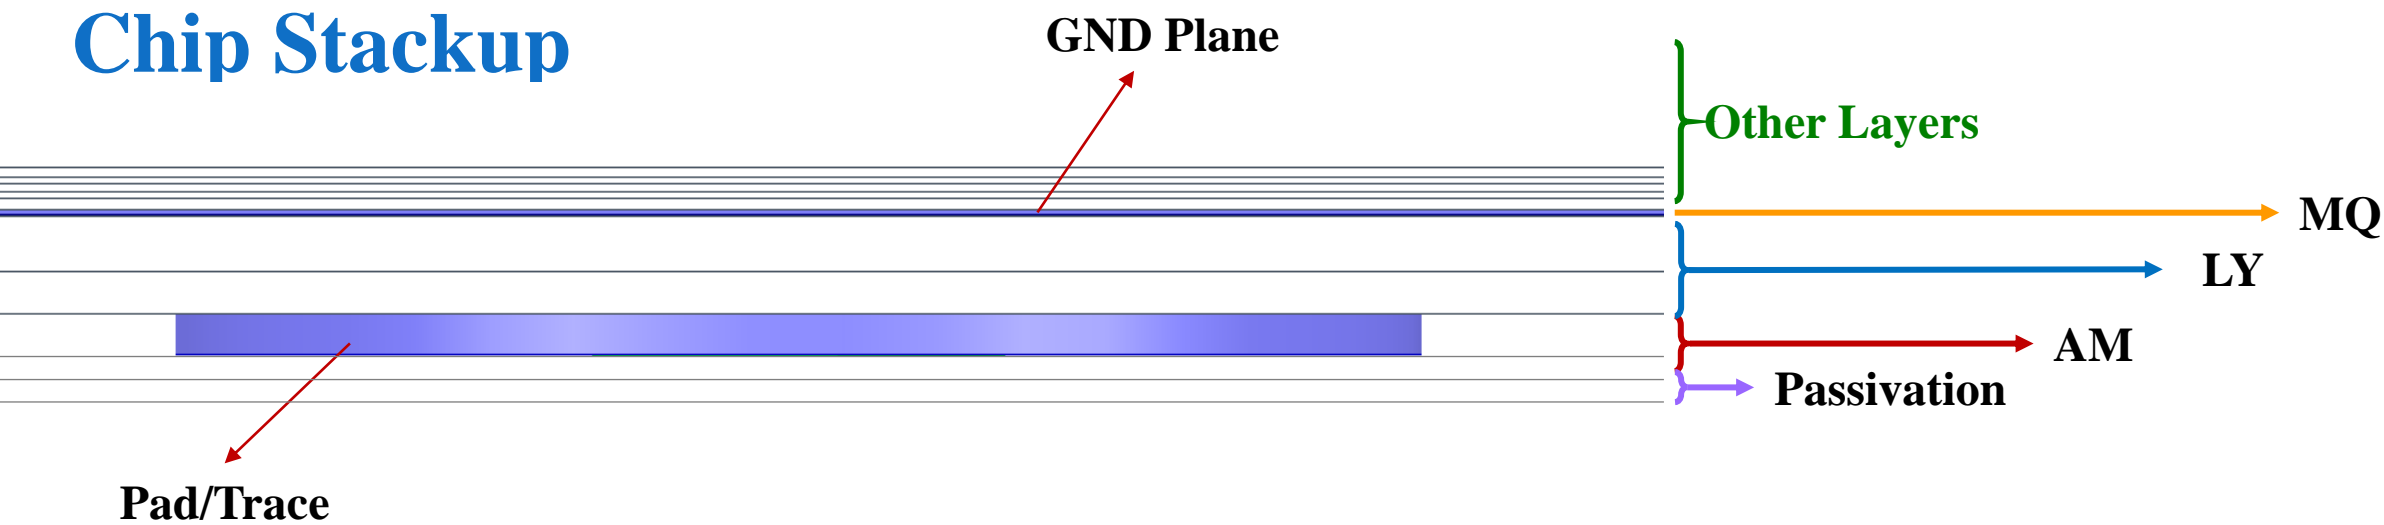 Chip Stackup
GND Plane
Other Layers
MQ
LY
AM
Passivation
Pad/Trace